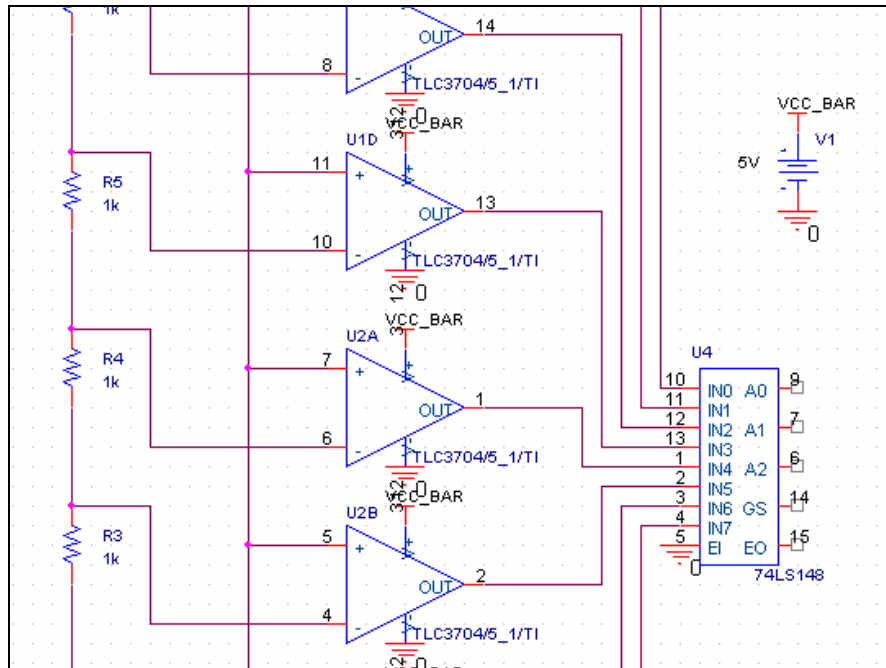 1k
8
-
OUT
14
TLC3704/5_1/TI
0
VCC_BAR
U1D
R5
1k
11
+
10
-
OUT
13
TLC3704/5_1/TI
12
0
VCC_BAR
U2A
R4
1k
7
+
6
-
OUT
1
TLC3704/5_1/TI
0
VCC_BAR
U2B
R3
1k
5
+
4
-
OUT
2
TLC3704/5_1/TI
VCC_BAR
V1
5V
0
U4
10 IN0 A0 9
11 IN1
12 IN2 A1 7
13 IN3
1 IN4 A2 6
2 IN5
3 IN6 GS 14
4 IN7
5 EI EO 15
0
74LS148